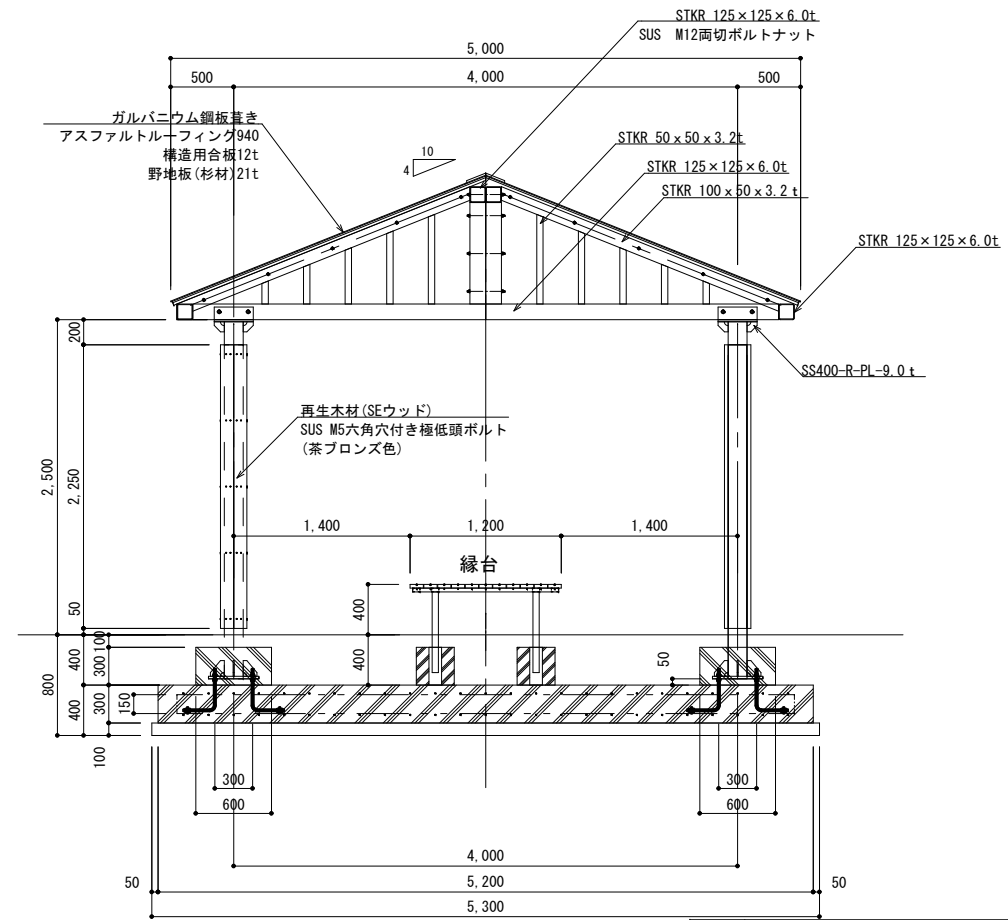 STKR 125×125×6.0t
SUS M12両切ボルトナット
5,000
500
4,000
500
ガルバニウム鋼板葺き
アスファルトルーフィング940
構造用合板12t
野地板(杉材)21t
10
4
STKR 50x50x3.2t
STKR 125×125×6.0t
STKR 100x50x3.2t
STKR 125×125×6.0t
SS400-R-PL-9.0t
200
再生木材(SEウッド)
SUS M5六角穴付き極低頭ボルト
(茶ブロンズ色)
2,500
2,250
1,400
1,200
1,400
縁台
50
400
100
400
300
400
50
800
400
300
150
100
300
600
300
600
4,000
50
5,200
50
5,300